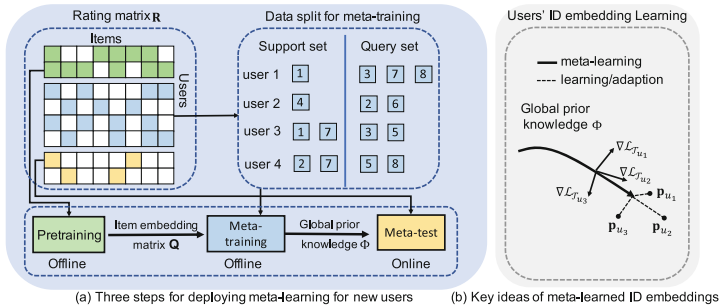 Rating matrix R
Items
Users
Data split for meta-training
Support set
Query set
user 1 1 3 7 8
user 2 4 2 6
user 3 1 7 3 5
user 4 2 7 5 8
Pretraining
Item embedding
matrix Q
Meta-
training
Global prior
knowledge Φ
Meta-test
Offline
Offline
Online
(a) Three steps for deploying meta-learning for new users
Users' ID embedding Learning
meta-learning
learning/adaption
Global prior
knowledge Φ
∇ℒ𝒯u₁
∇ℒ𝒯u₂
∇ℒ𝒯u₃
p u₁
p u₃
p u₂
(b) Key ideas of meta-learned ID embeddings